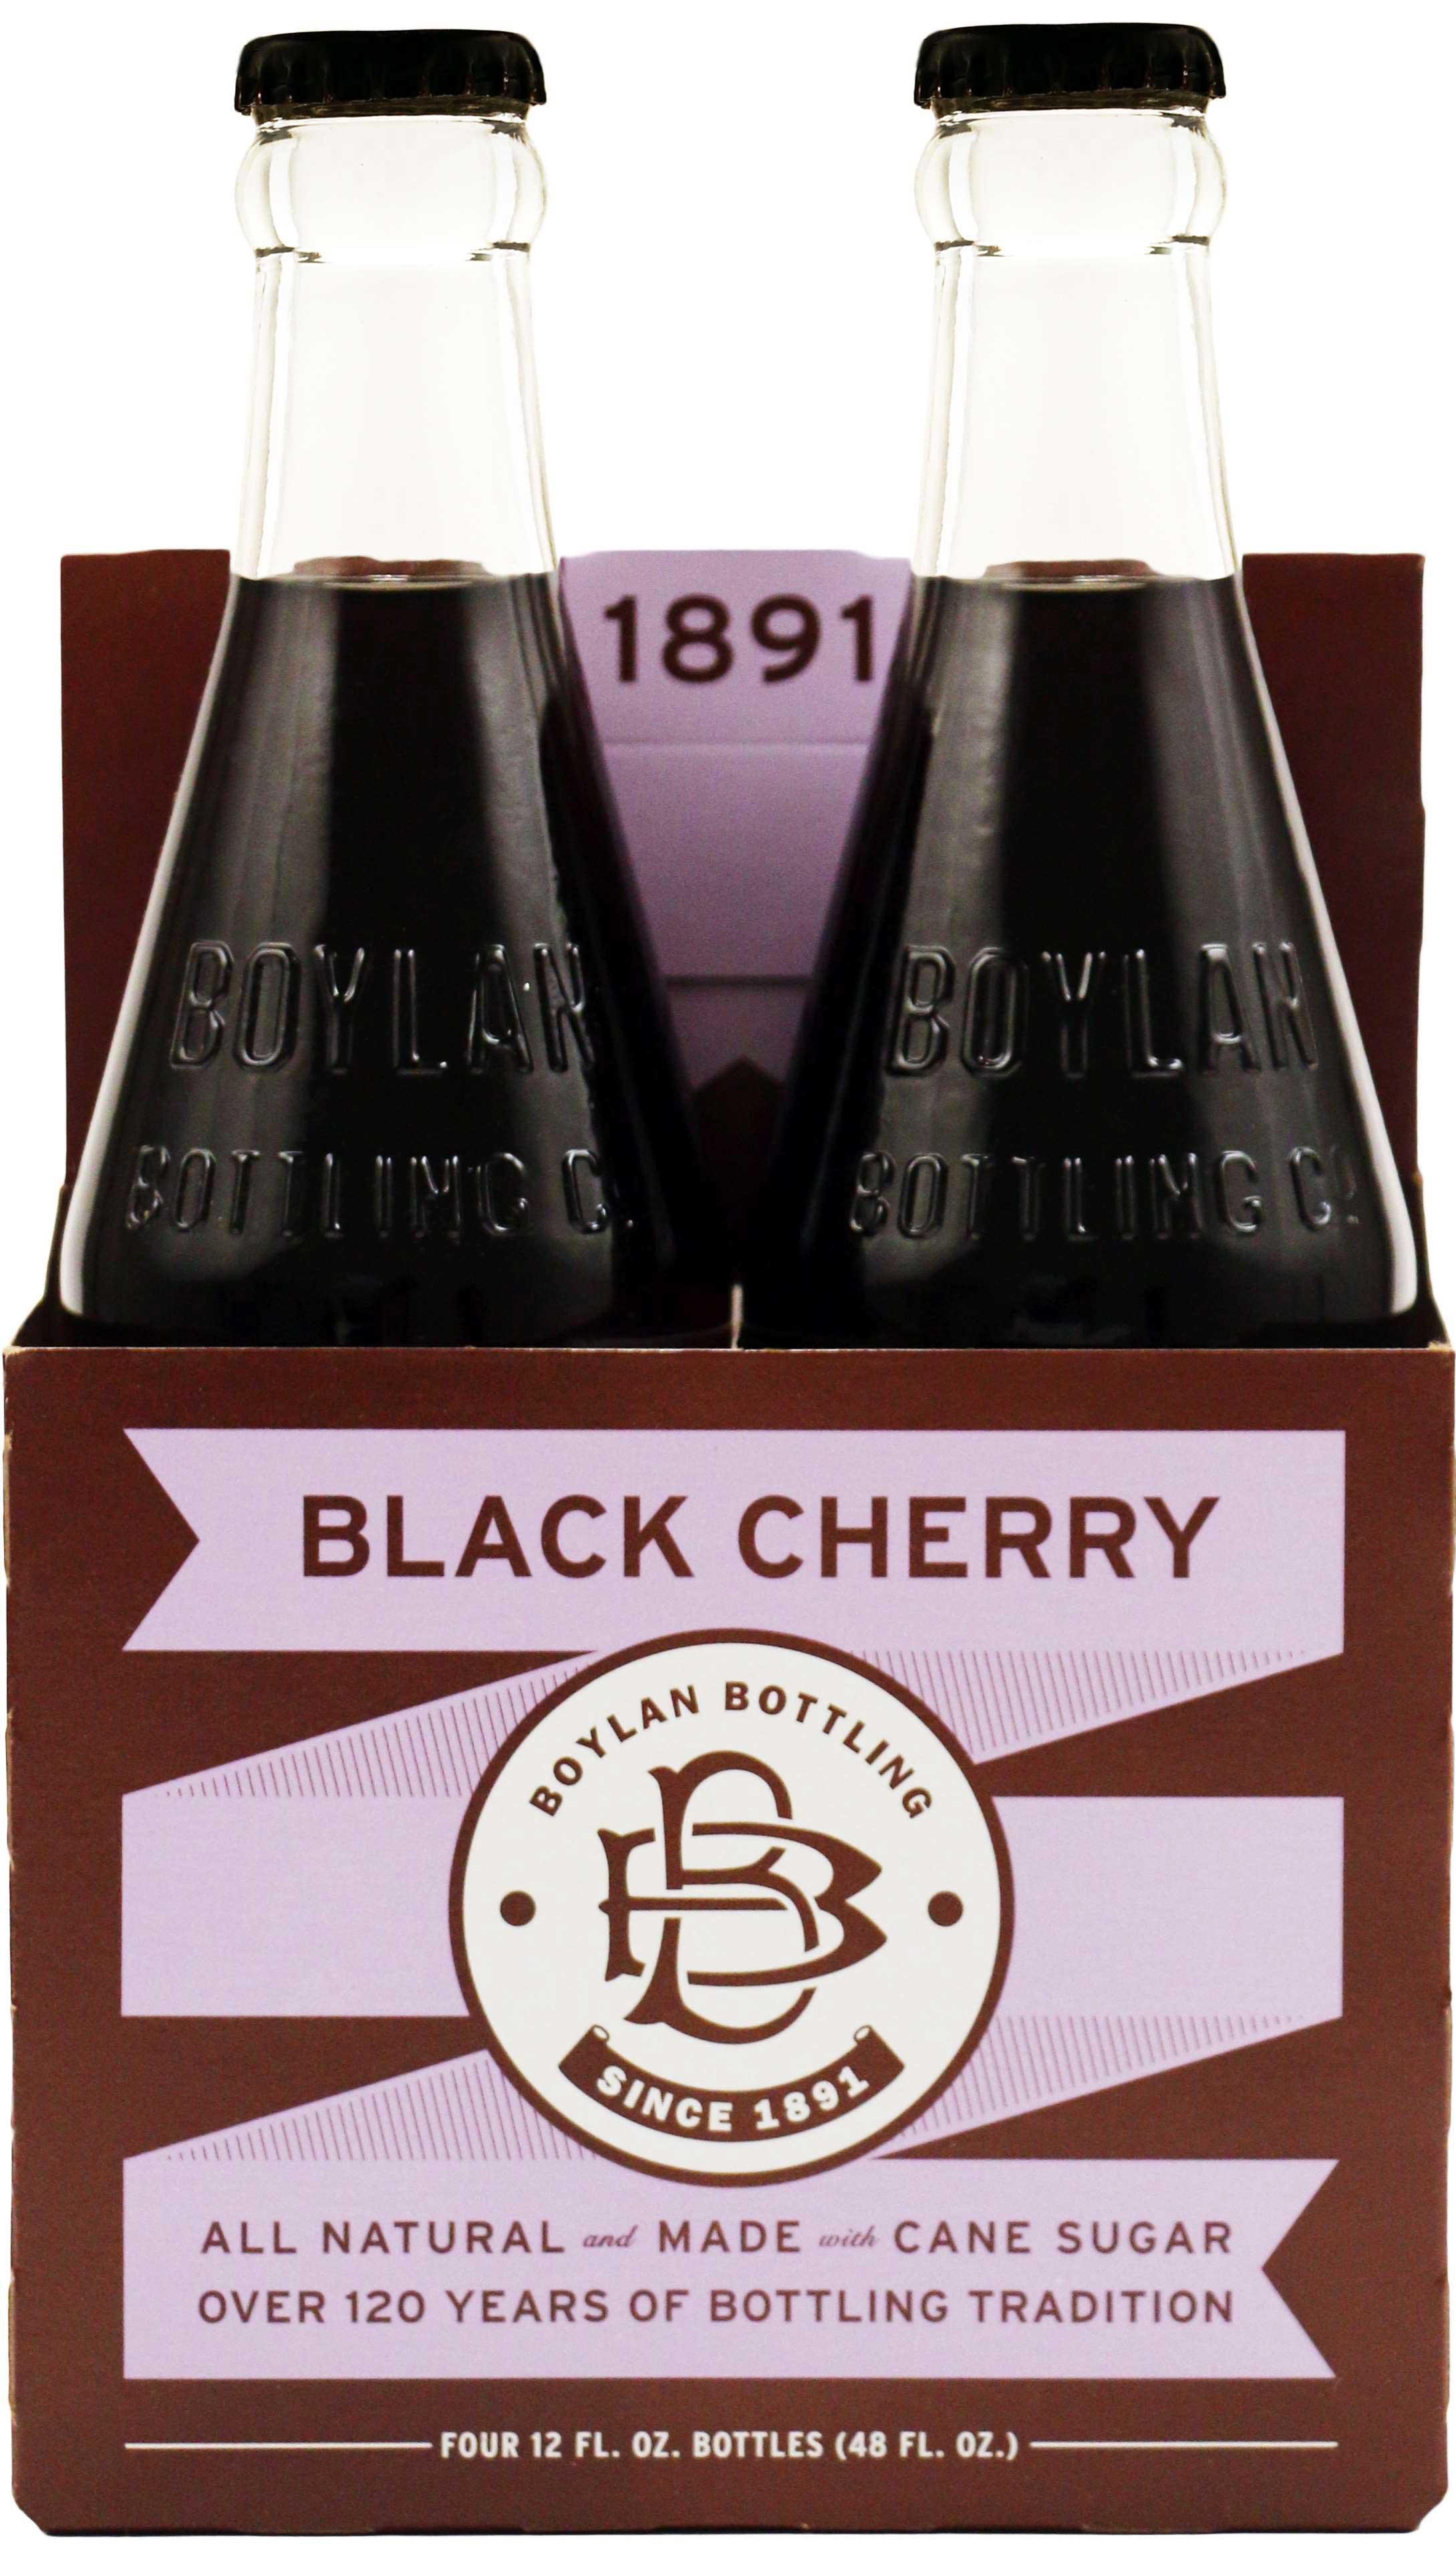 1891
BOYLAN
BOTTLING CO
BOYLAN
BOTTLING CO
BLACK CHERRY
BOYLAN BOTTLING
BB
SINCE 1891
ALL NATURAL and MADE with CANE SUGAR
OVER 120 YEARS OF BOTTLING TRADITION
FOUR 12 FL. OZ. BOTTLES (48 FL. OZ.)